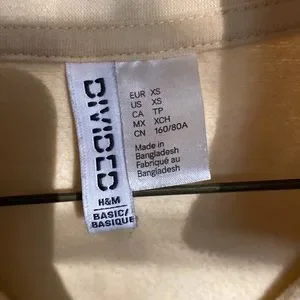 DIVIDED
H&M
BASIC/
BASIQUE
EUR XS
US XS
CA TP
MX XCH
CN 160/80A
Made in
Bangladesh
Fabriqué au
Bangladesh